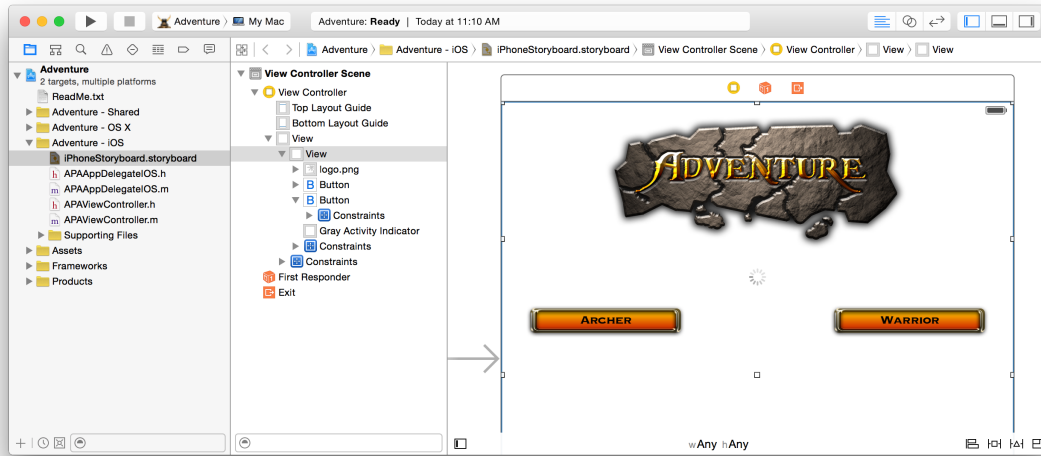 Adventure 〉 My Mac
Adventure: Ready | Today at 11:10 AM
Adventure 〉 Adventure - iOS 〉 iPhoneStoryboard.storyboard 〉 View Controller Scene 〉 View Controller 〉 View 〉 View
Adventure
2 targets, multiple platforms
ReadMe.txt
Adventure - Shared
Adventure - OS X
Adventure - iOS
iPhoneStoryboard.storyboard
h APAAppDelegateIOS.h
m APAAppDelegateIOS.m
h APAViewController.h
m APAViewController.m
Supporting Files
Assets
Frameworks
Products
View Controller Scene
View Controller
Top Layout Guide
Bottom Layout Guide
View
View
logo.png
B Button
B Button
Constraints
Gray Activity Indicator
Constraints
Constraints
First Responder
Exit
ADVENTURE
ARCHER
WARRIOR
wAny hAny